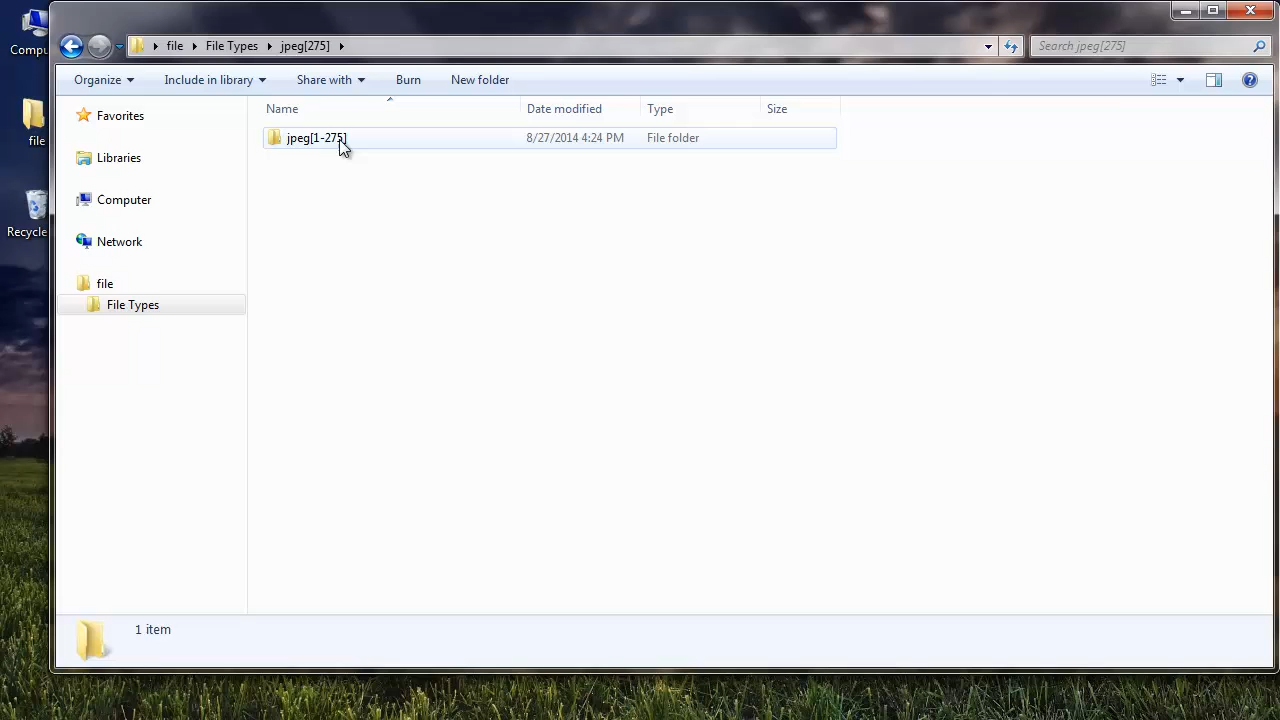 Compu
file
Recycle
file File Types jpeg[275]
Search jpeg[275]
Organize Include in library Share with Burn New folder
Favorites
Libraries
Computer
Network
file
File Types
Name Date modified Type Size
jpeg[1-275] 8/27/2014 4:24 PM File folder
1 item